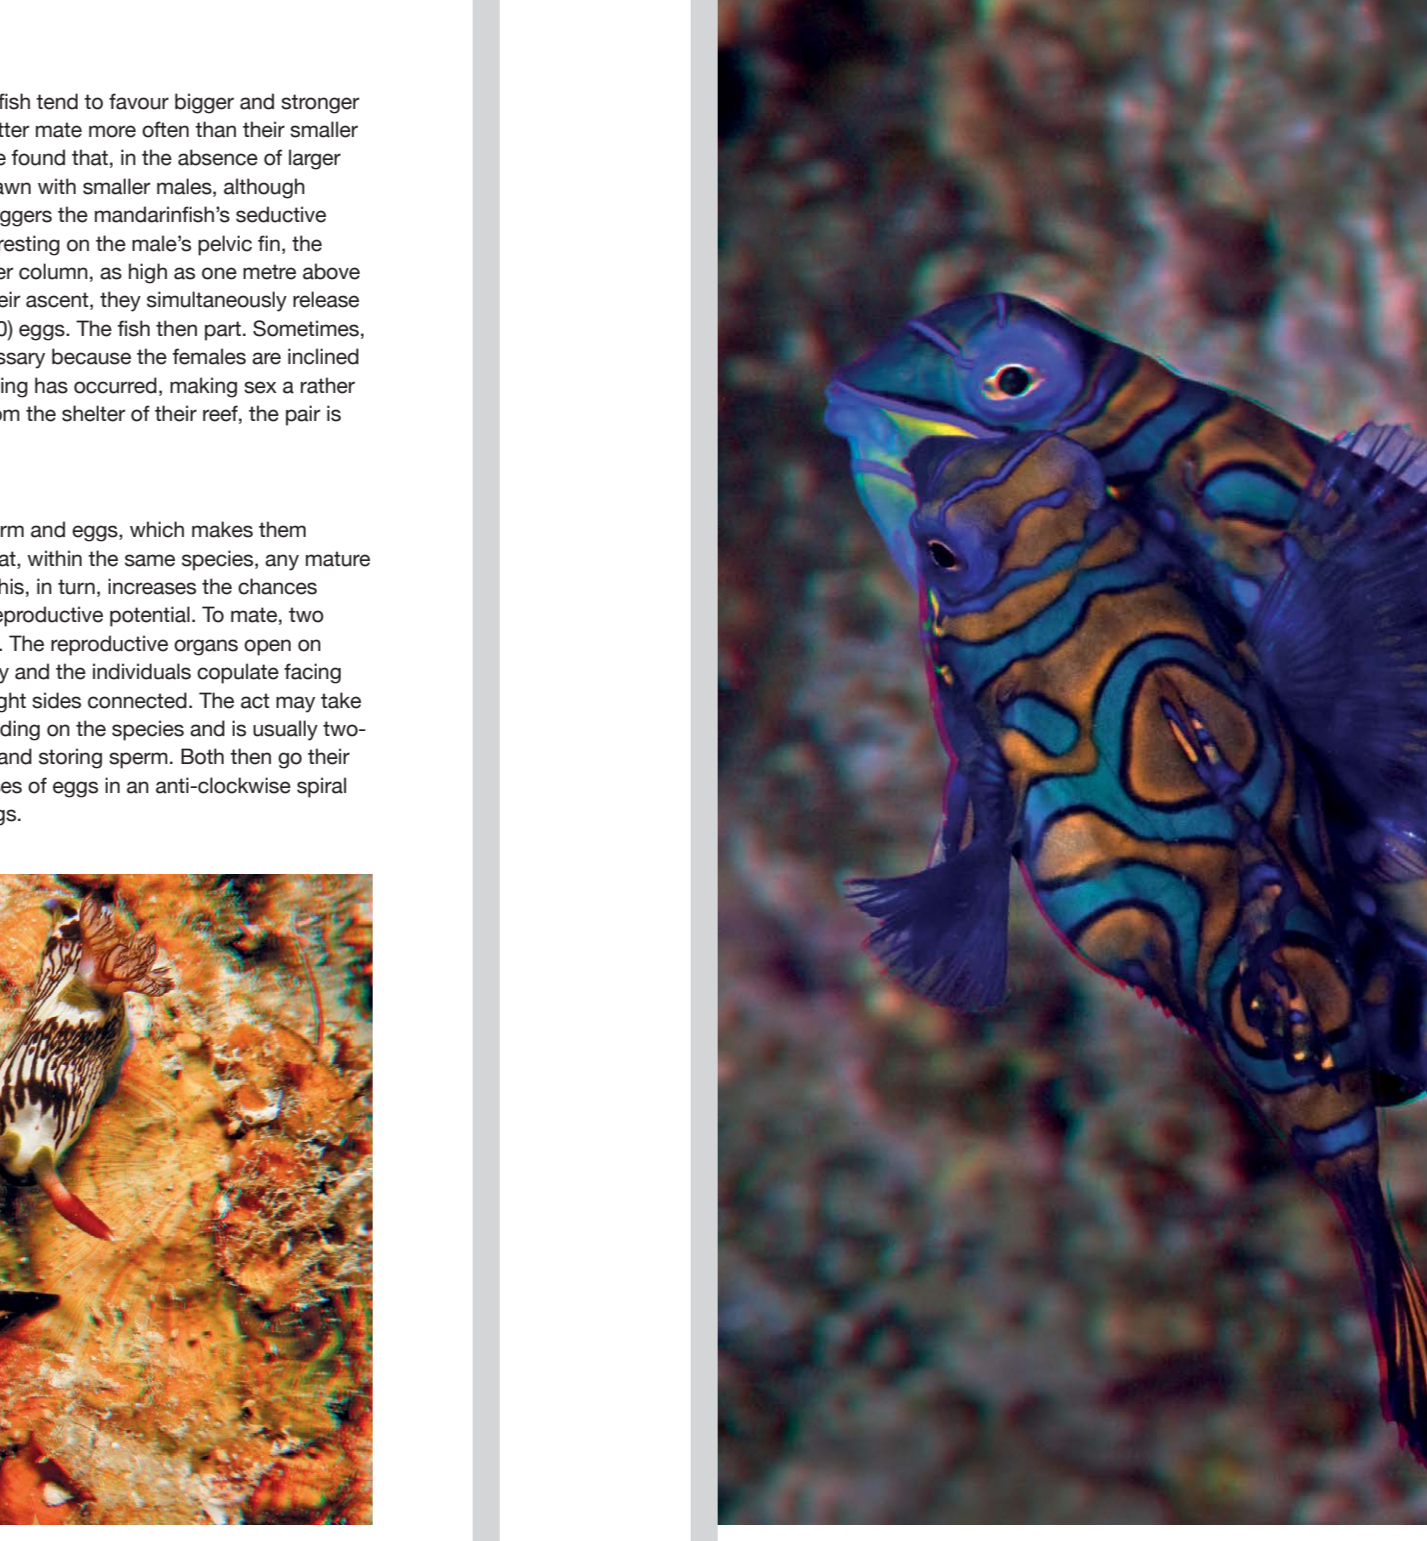 fish tend to favour bigger and stronger
tter mate more often than their smaller
e found that, in the absence of larger
awn with smaller males, although
ggers the mandarinfish's seductive
resting on the male's pelvic fin, the
er column, as high as one metre above
eir ascent, they simultaneously release
0) eggs. The fish then part. Sometimes,
ssary because the females are inclined
ing has occurred, making sex a rather
om the shelter of their reef, the pair is
rm and eggs, which makes them
at, within the same species, any mature
his, in turn, increases the chances
eproductive potential. To mate, two
. The reproductive organs open on
y and the individuals copulate facing
ght sides connected. The act may take
ding on the species and is usually two-
and storing sperm. Both then go their
es of eggs in an anti-clockwise spiral
gs.